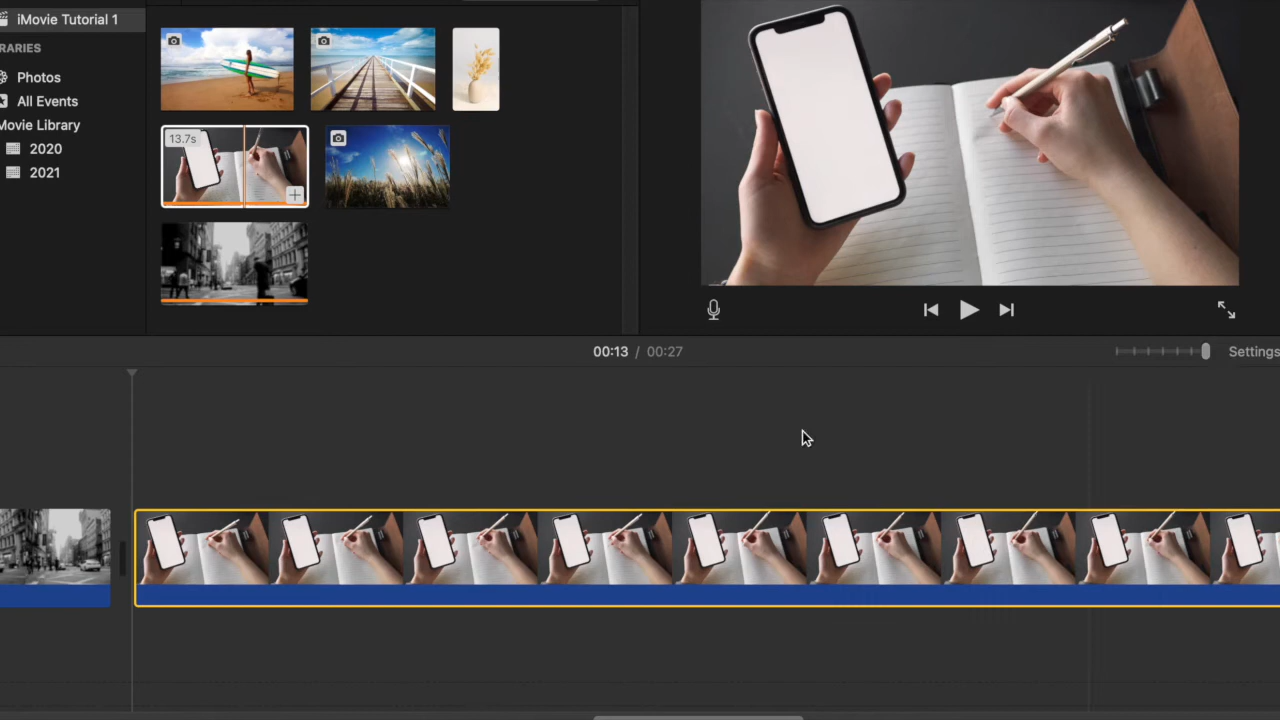 iMovie Tutorial 1
RARIES
Photos
All Events
Movie Library
2020
2021
13.7s
00:13 / 00:27
Settings